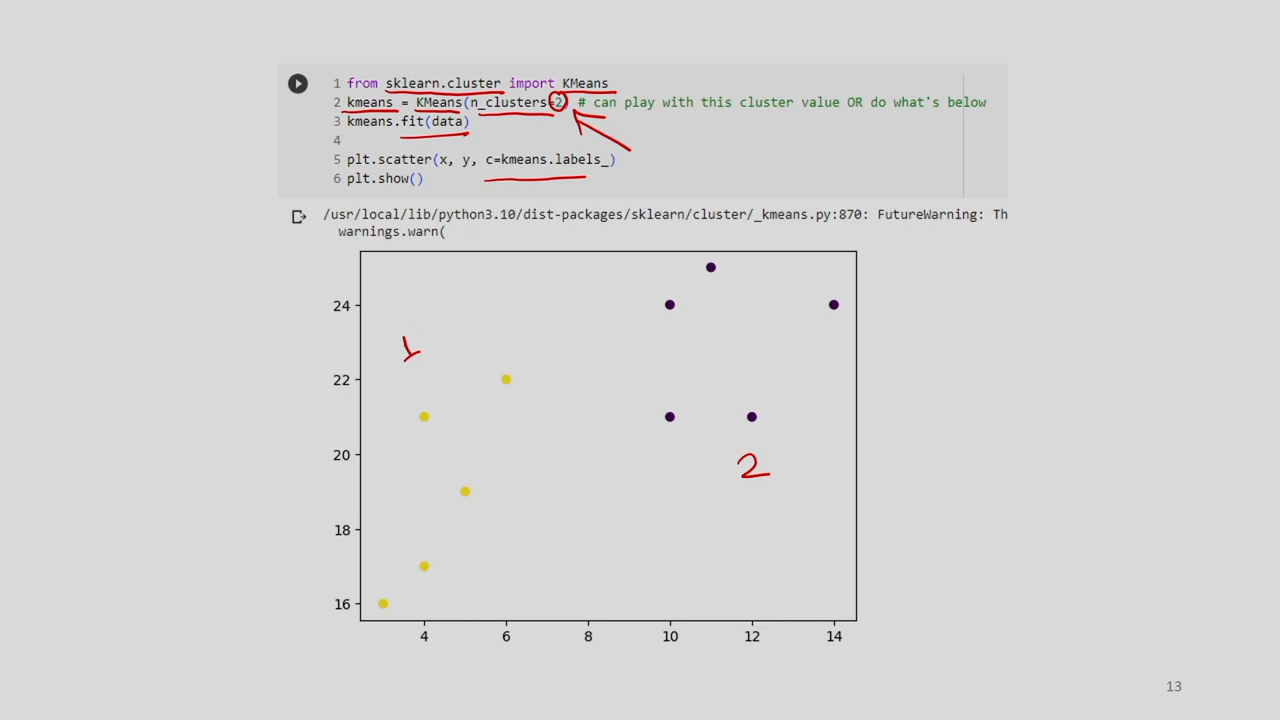 1 from sklearn.cluster import KMeans
2 kmeans = KMeans(n_clusters=2) # can play with this cluster value OR do what's below
3 kmeans.fit(data)
4
5 plt.scatter(x, y, c=kmeans.labels_)
6 plt.show()
/usr/local/lib/python3.10/dist-packages/sklearn/cluster/_kmeans.py:870: FutureWarning: Th
warnings.warn(
24
1
22
20
2
18
16
4 6 8 10 12 14
13